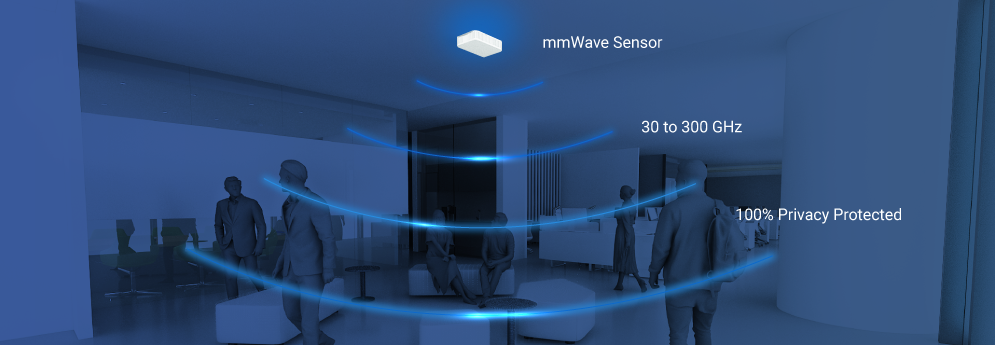 mmWave Sensor
30 to 300 GHz
100% Privacy Protected